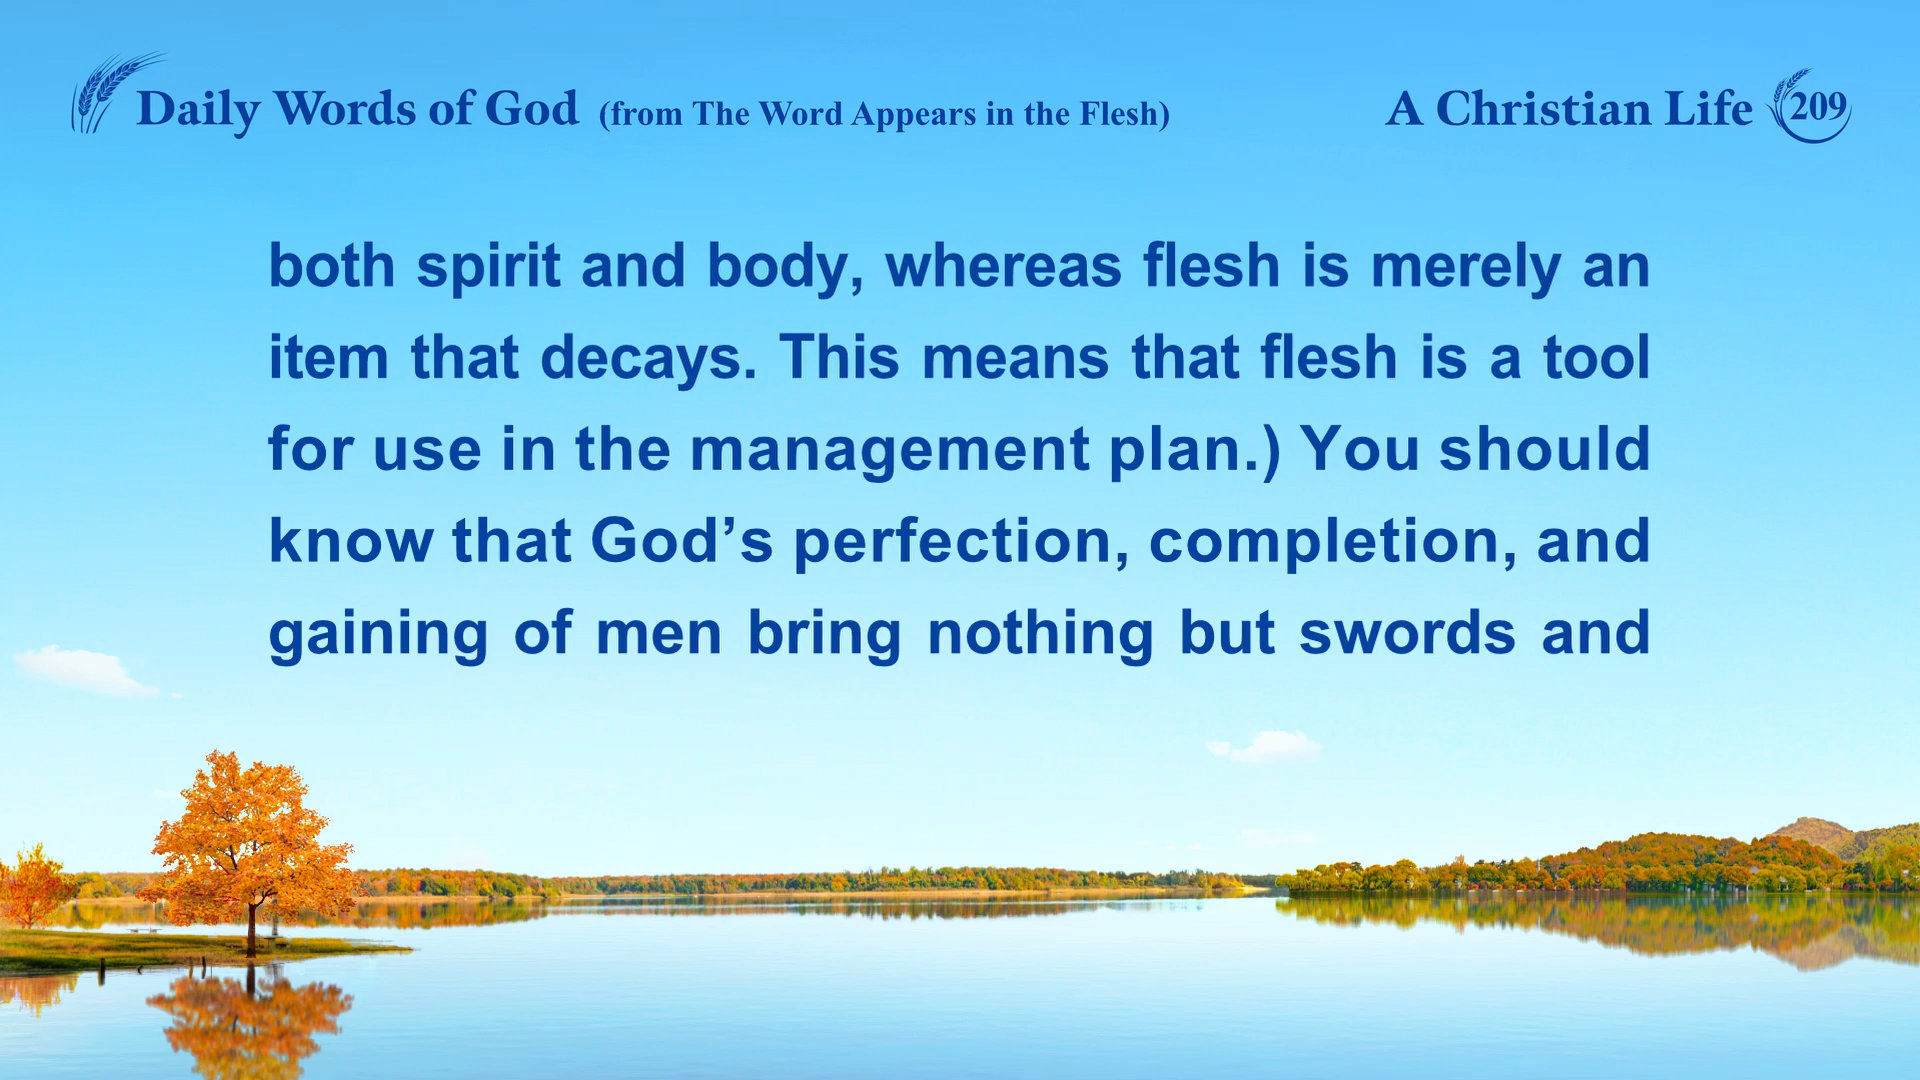 Daily Words of God (from The Word Appears in the Flesh)
A Christian Life 209
both spirit and body, whereas flesh is merely an
item that decays. This means that flesh is a tool
for use in the management plan.) You should
know that God’s perfection, completion, and
gaining of men bring nothing but swords and